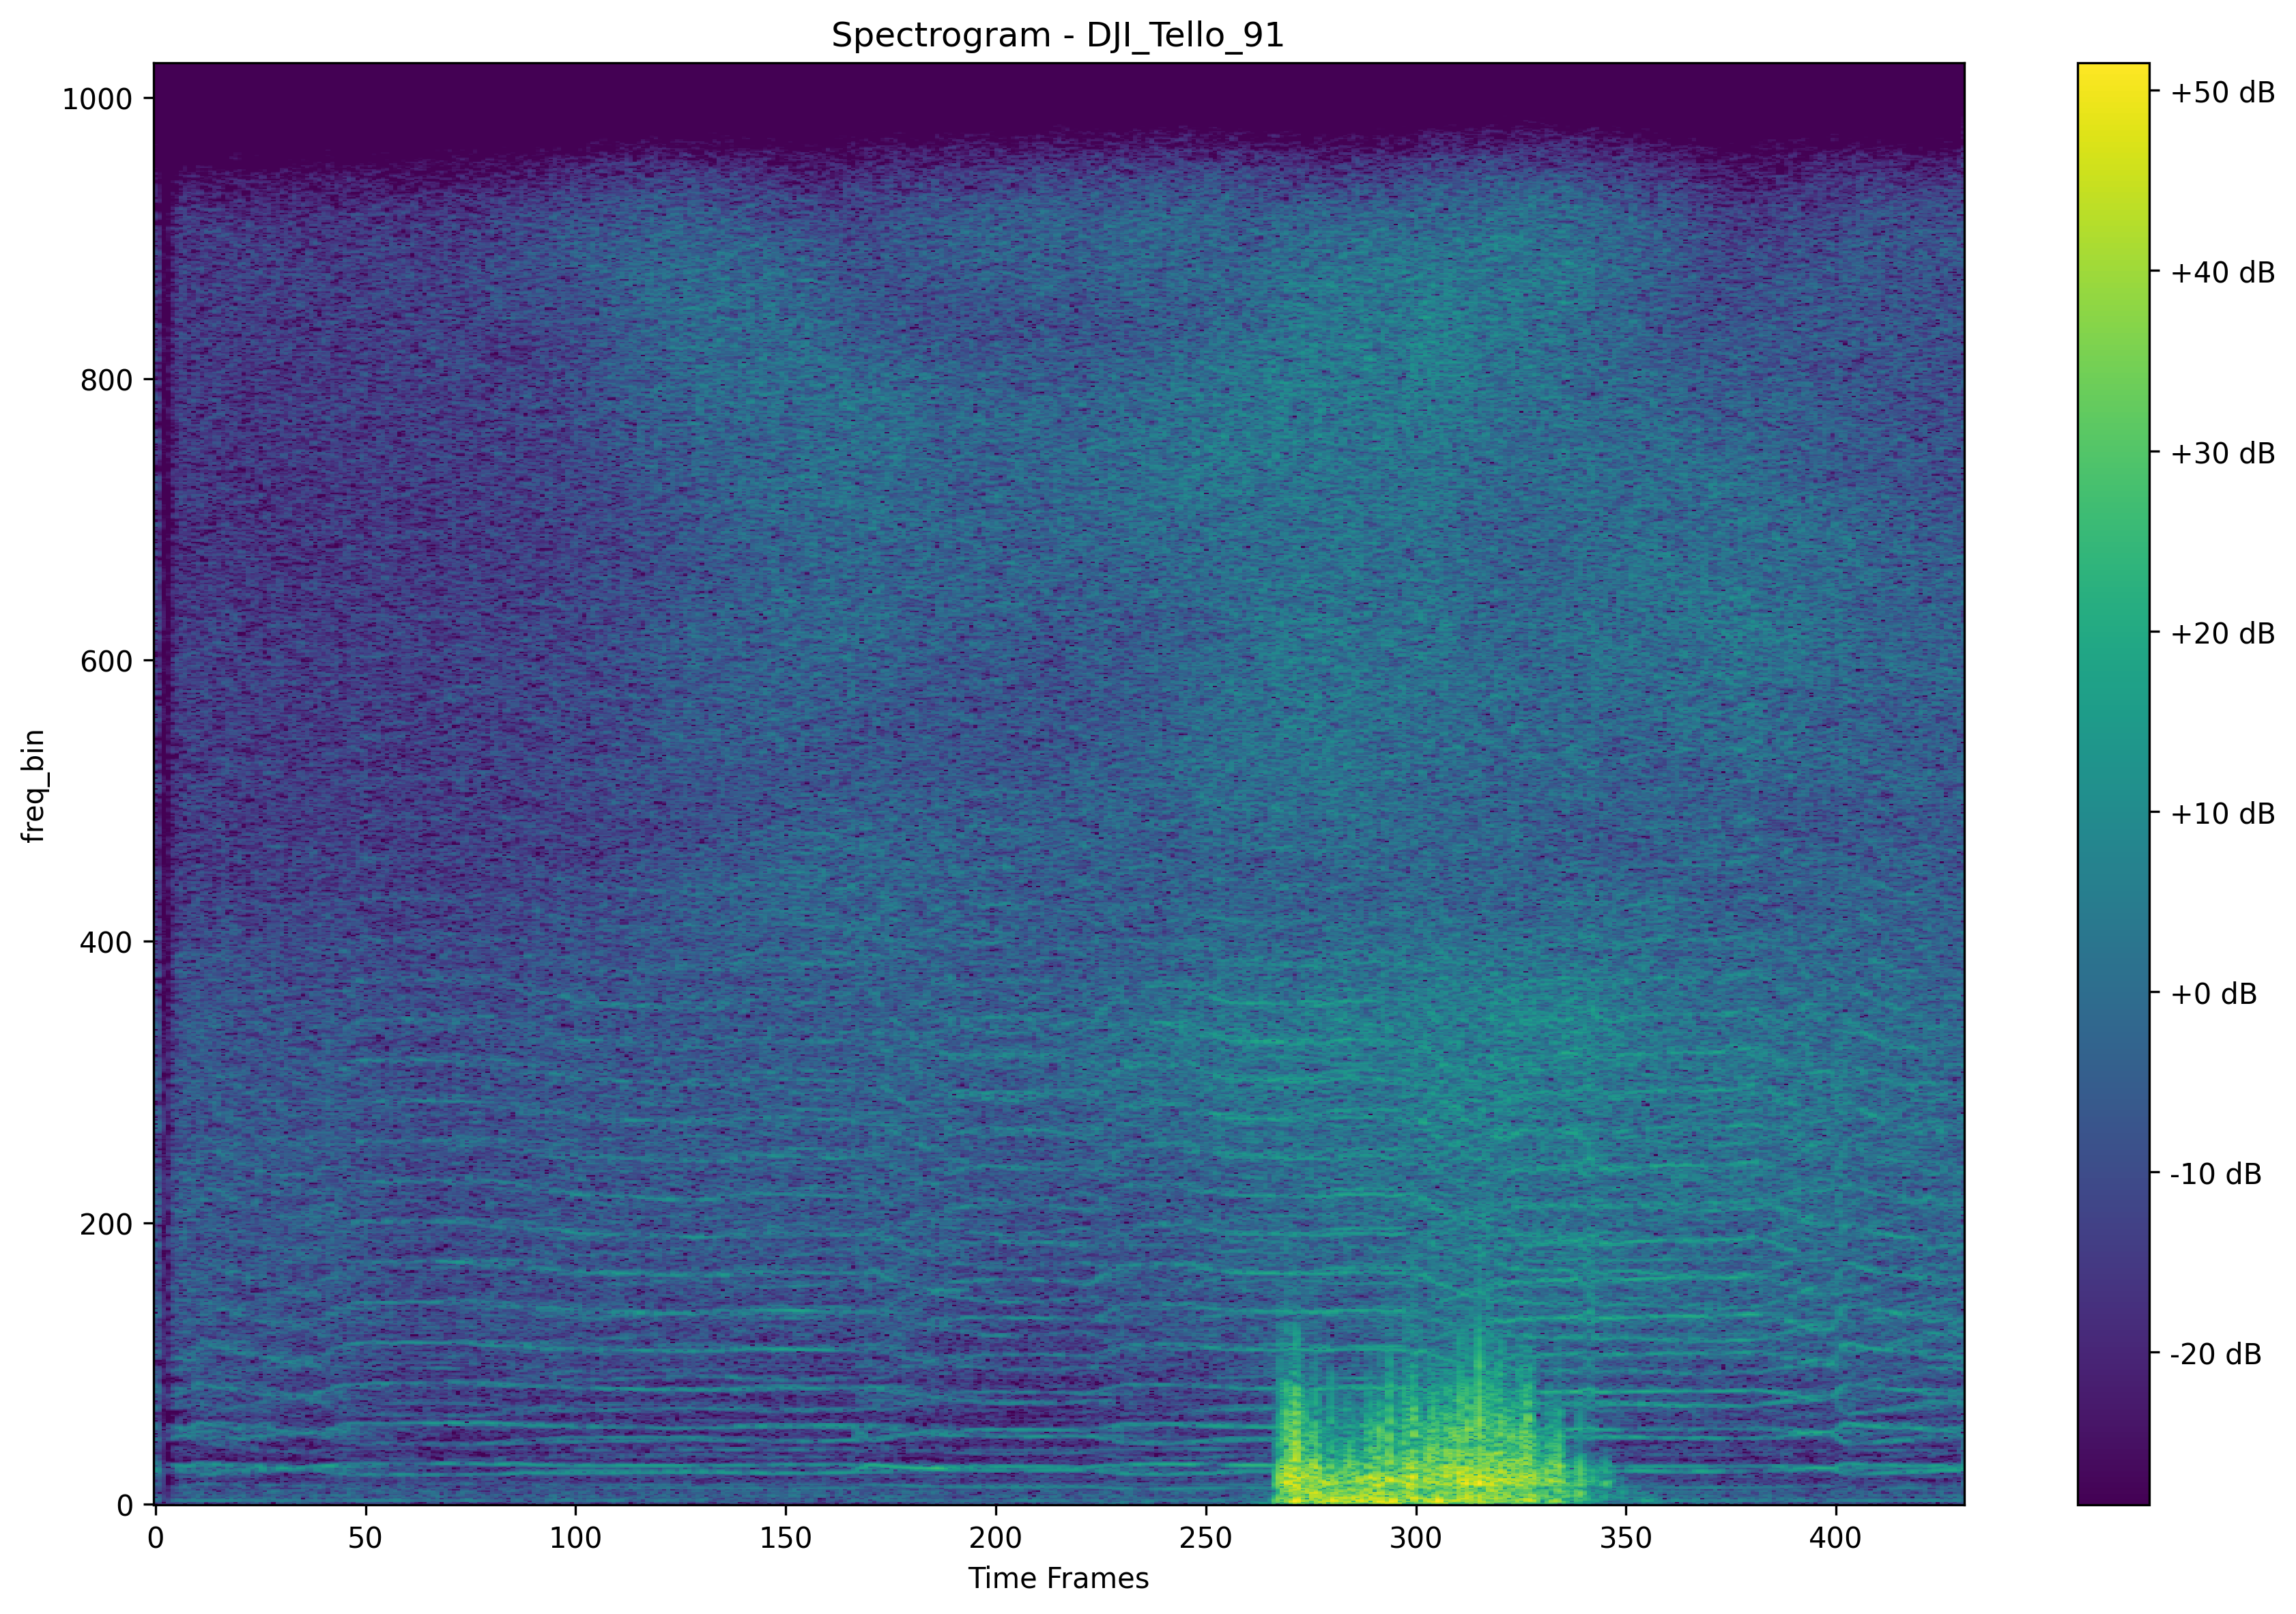 Spectrogram - DJI_Tello_91
1000
800
600
400
200
0
freq_bin
0 50 100 150 200 250 300 350 400
Time Frames
+50 dB
+40 dB
+30 dB
+20 dB
+10 dB
+0 dB
-10 dB
-20 dB